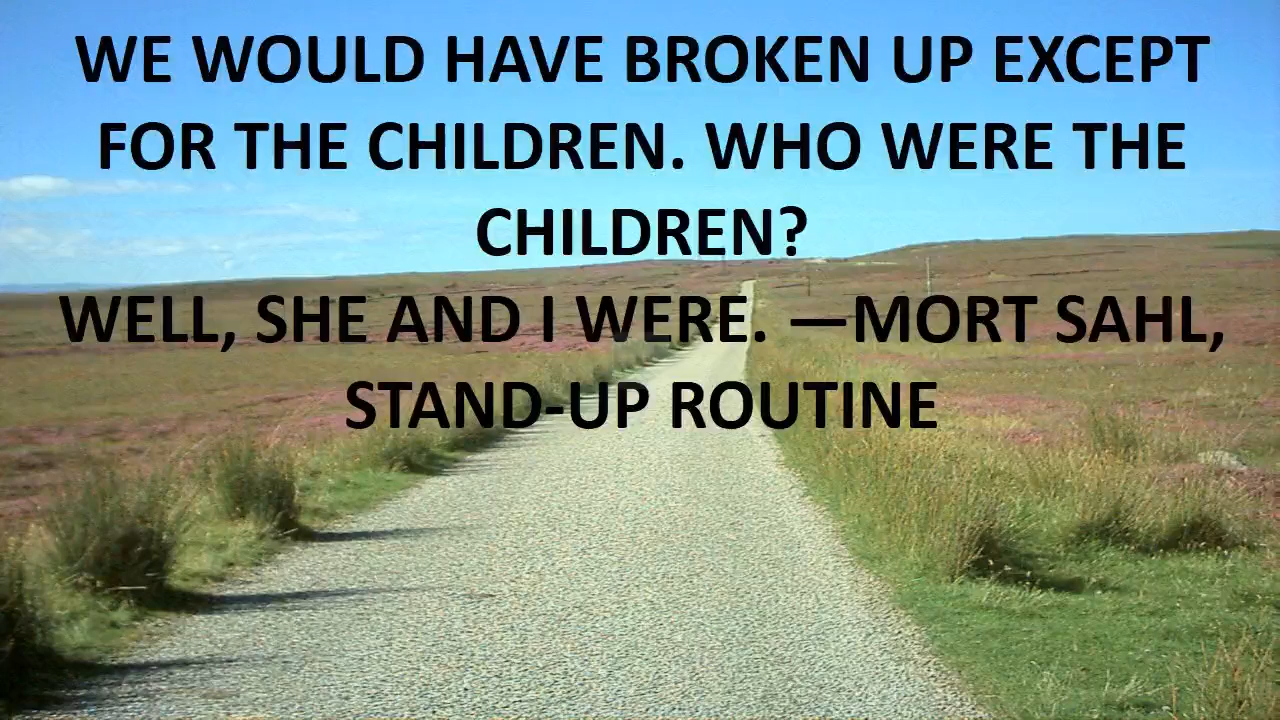 WE WOULD HAVE BROKEN UP EXCEPT
FOR THE CHILDREN. WHO WERE THE
CHILDREN?
WELL, SHE AND I WERE. —MORT SAHL,
STAND-UP ROUTINE